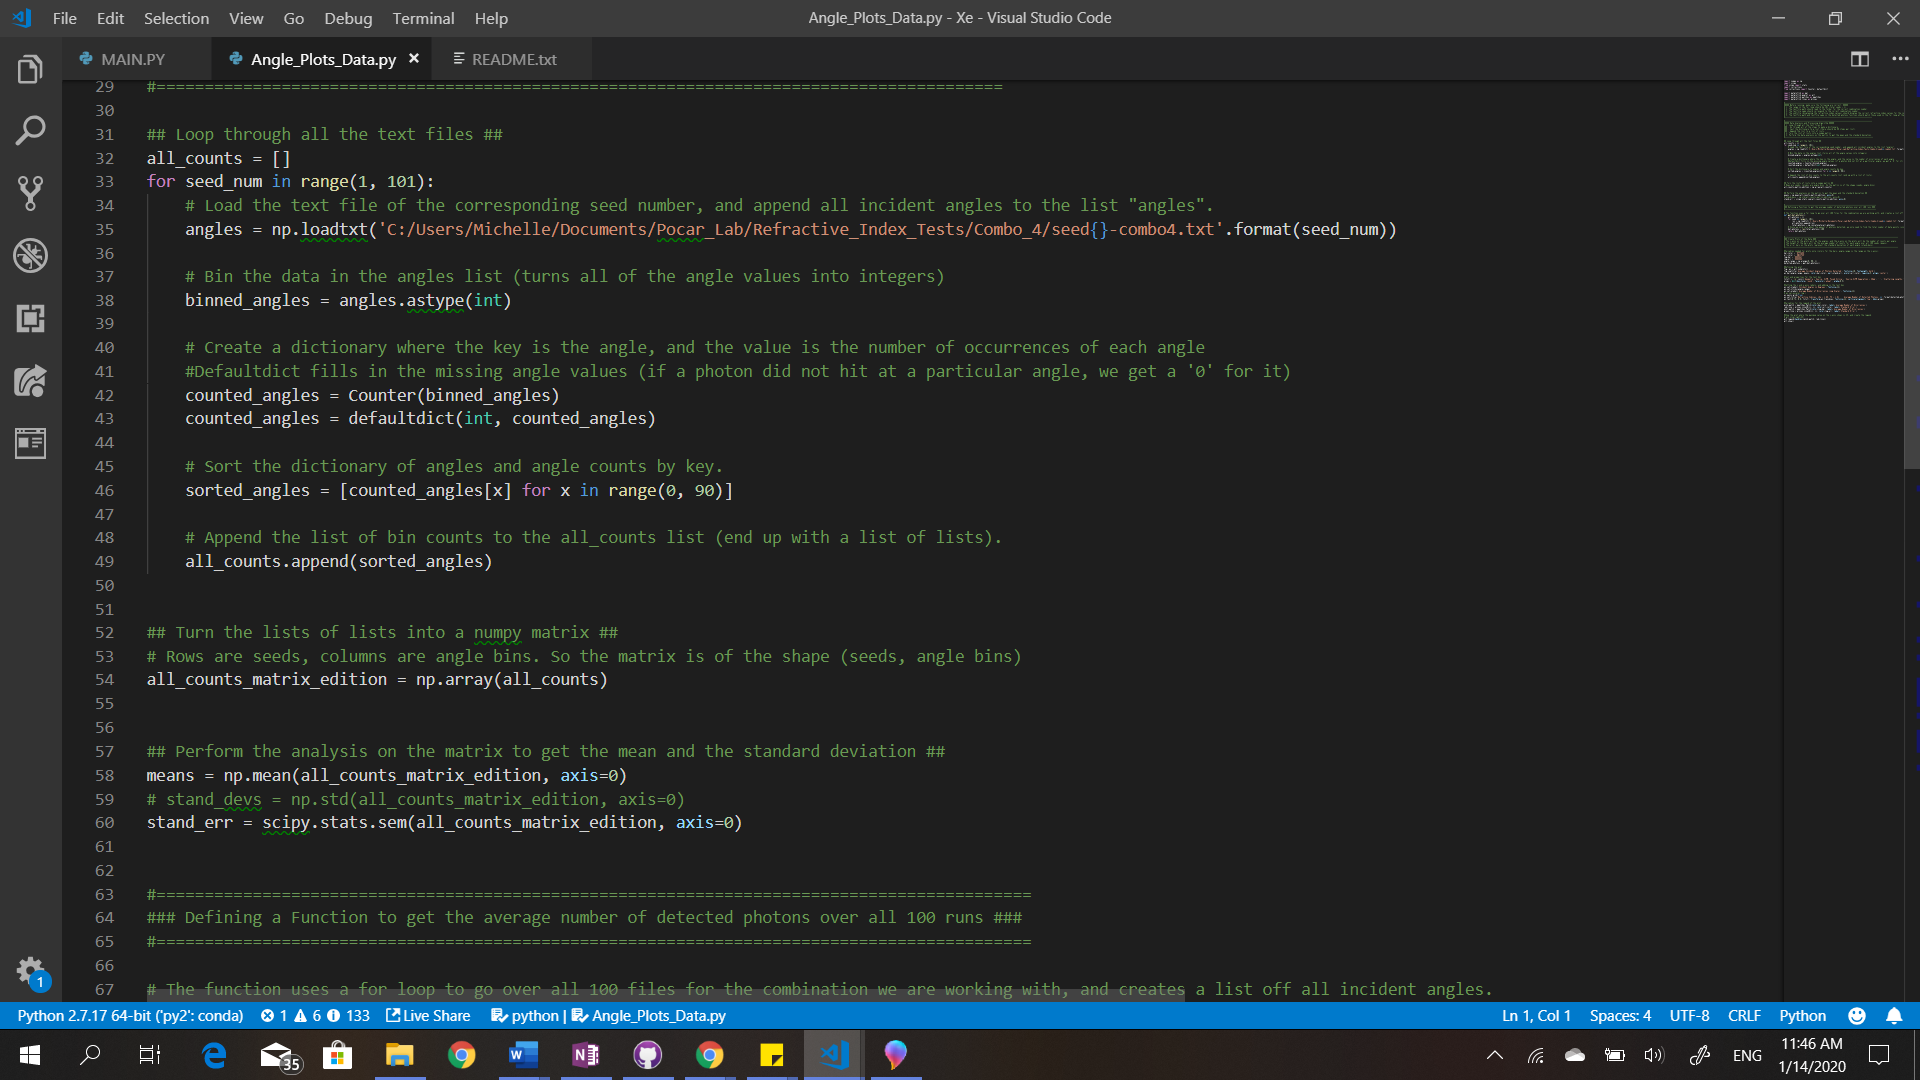 File Edit Selection View Go Debug Terminal Help
Angle_Plots_Data.py - Xe - Visual Studio Code
MAIN.PY
Angle_Plots_Data.py
README.txt
29 #========================================================================================
30
31 ## Loop through all the text files ##
32 all_counts = []
33 for seed_num in range(1, 101):
34 # Load the text file of the corresponding seed number, and append all incident angles to the list "angles".
35 angles = np.loadtxt('C:/Users/Michelle/Documents/Pocar_Lab/Refractive_Index_Tests/Combo_4/seed{}-combo4.txt'.format(seed_num))
36
37 # Bin the data in the angles list (turns all of the angle values into integers)
38 binned_angles = angles.astype(int)
39
40 # Create a dictionary where the key is the angle, and the value is the number of occurrences of each angle
41 #Defaultdict fills in the missing angle values (if a photon did not hit at a particular angle, we get a '0' for it)
42 counted_angles = Counter(binned_angles)
43 counted_angles = defaultdict(int, counted_angles)
44
45 # Sort the dictionary of angles and angle counts by key.
46 sorted_angles = [counted_angles[x] for x in range(0, 90)]
47
48 # Append the list of bin counts to the all_counts list (end up with a list of lists).
49 all_counts.append(sorted_angles)
50
51
52 ## Turn the lists of lists into a numpy matrix ##
53 # Rows are seeds, columns are angle bins. So the matrix is of the shape (seeds, angle bins)
54 all_counts_matrix_edition = np.array(all_counts)
55
56
57 ## Perform the analysis on the matrix to get the mean and the standard deviation ##
58 means = np.mean(all_counts_matrix_edition, axis=0)
59 # stand_devs = np.std(all_counts_matrix_edition, axis=0)
60 stand_err = scipy.stats.sem(all_counts_matrix_edition, axis=0)
61
62
63 #===========================================================================================
64 ### Defining a Function to get the average number of detected photons over all 100 runs ###
65 #===========================================================================================
66
67 # The function uses a for loop to go over all 100 files for the combination we are working with, and creates a list off all incident angles.
1
Python 2.7.17 64-bit ('py2': conda) 1 6 133 Live Share python | Angle_Plots_Data.py Ln 1, Col 1 Spaces: 4 UTF-8 CRLF Python
35
ENG
11:46 AM
1/14/2020